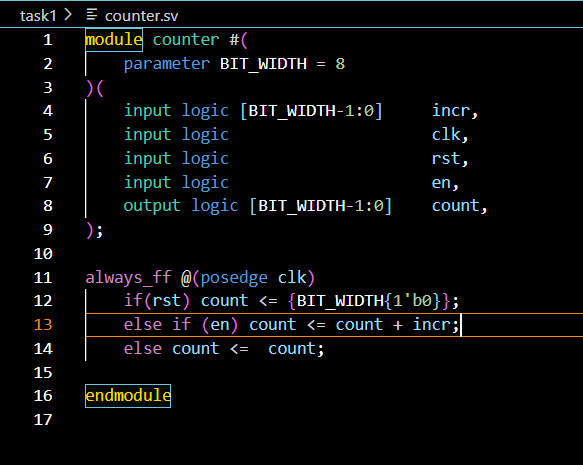 task1 > counter.sv
1 module counter #(
2     parameter BIT_WIDTH = 8
3 )(
4     input logic [BIT_WIDTH-1:0]     incr,
5     input logic                     clk,
6     input logic                     rst,
7     input logic                     en,
8     output logic [BIT_WIDTH-1:0]    count,
9 );
10
11 always_ff @(posedge clk)
12     if(rst) count <= {BIT_WIDTH{1'b0}};
13     else if (en) count <= count + incr;
14     else count <=  count;
15
16 endmodule
17